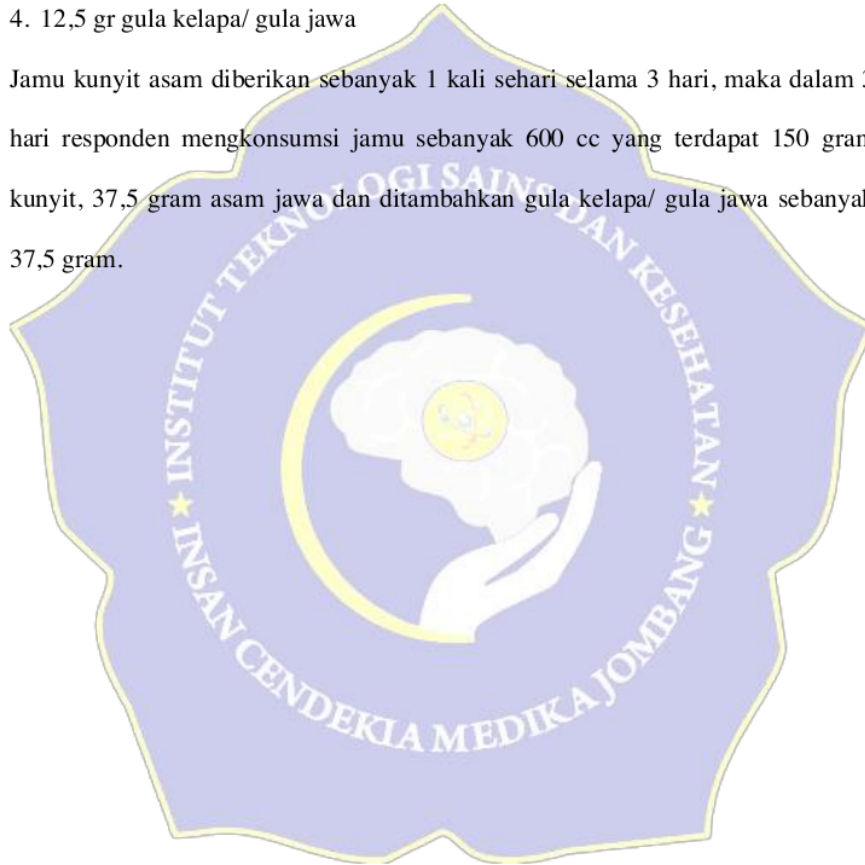 4. 12,5 gr gula kelapa/ gula jawa
Jamu kunyit asam diberikan sebanyak 1 kali sehari selama 3 hari, maka dalam
hari responden mengkonsumsi jamu sebanyak 600 cc yang terdapat 150 gram
kunyit, 37,5 gram asam jawa dan ditambahkan gula kelapa/ gula jawa sebanyak
37,5 gram.
INSTITUT TEKNOLOGI SAINS DAN KESEHATAN
INSAN CENDEKIA MEDIKA JOMBANG